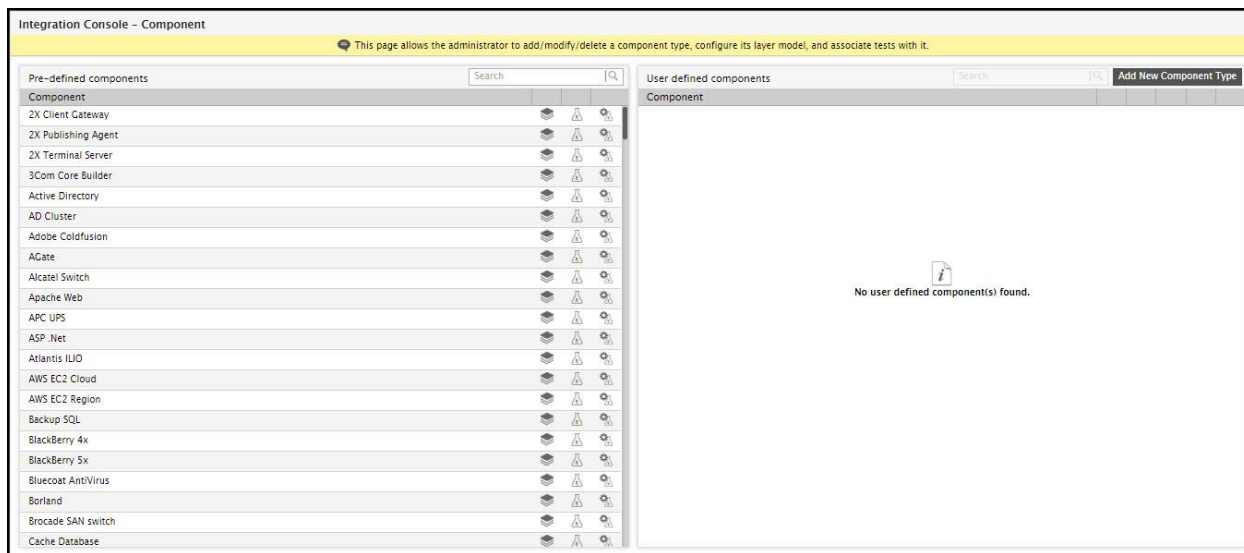 Integration Console - Component
This page allows the administrator to add/modify/delete a component type, configure its layer model, and associate tests with it.
Pre-defined components
Search
Component
2X Client Gateway
2X Publishing Agent
2X Terminal Server
3Com Core Builder
Active Directory
AD Cluster
Adobe Coldfusion
AGate
Alcatel Switch
Apache Web
APC UPS
ASP .Net
Atlantis ILIO
AWS EC2 Cloud
AWS EC2 Region
Backup SQL
BlackBerry 4x
BlackBerry 5x
Bluecoat AntiVirus
Borland
Brocade SAN switch
Cache Database
User defined components
Search
Add New Component Type
Component
No user defined component(s) found.